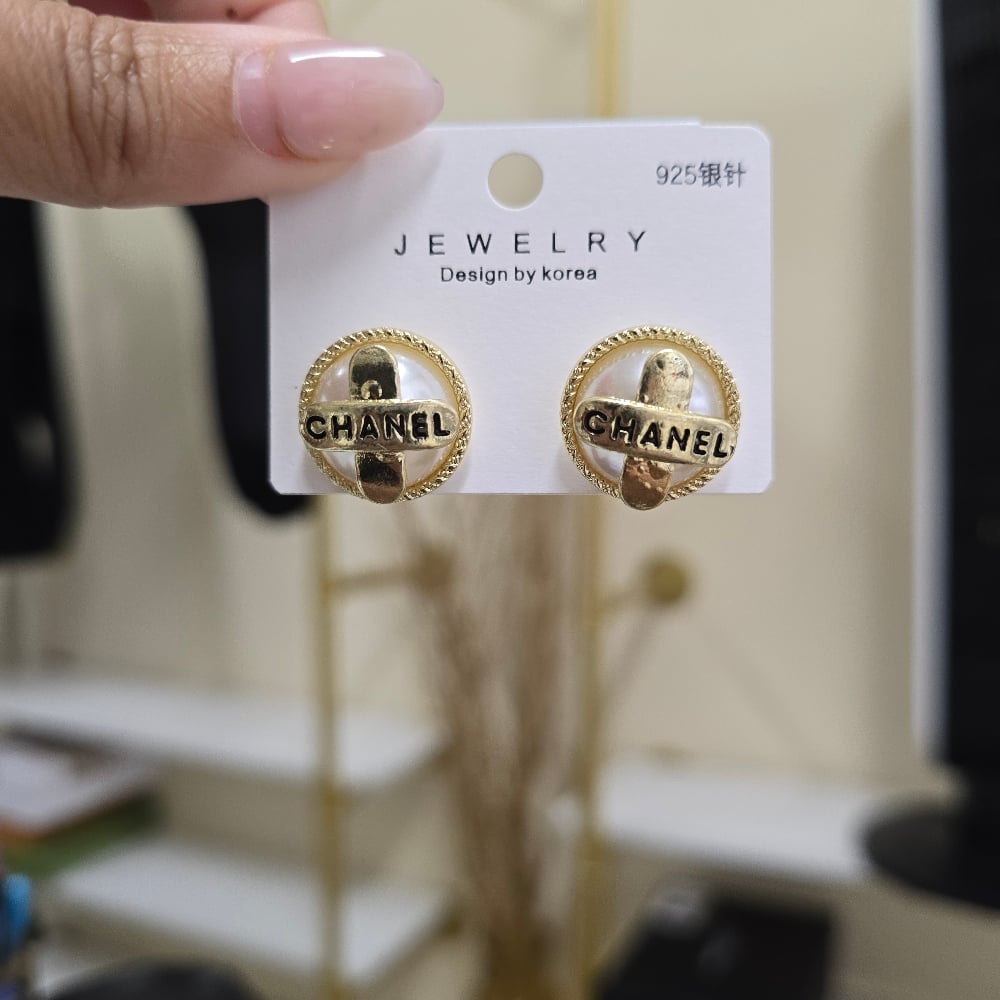 925银针
JEWELRY
Design by korea
CHANEL
CHANEL